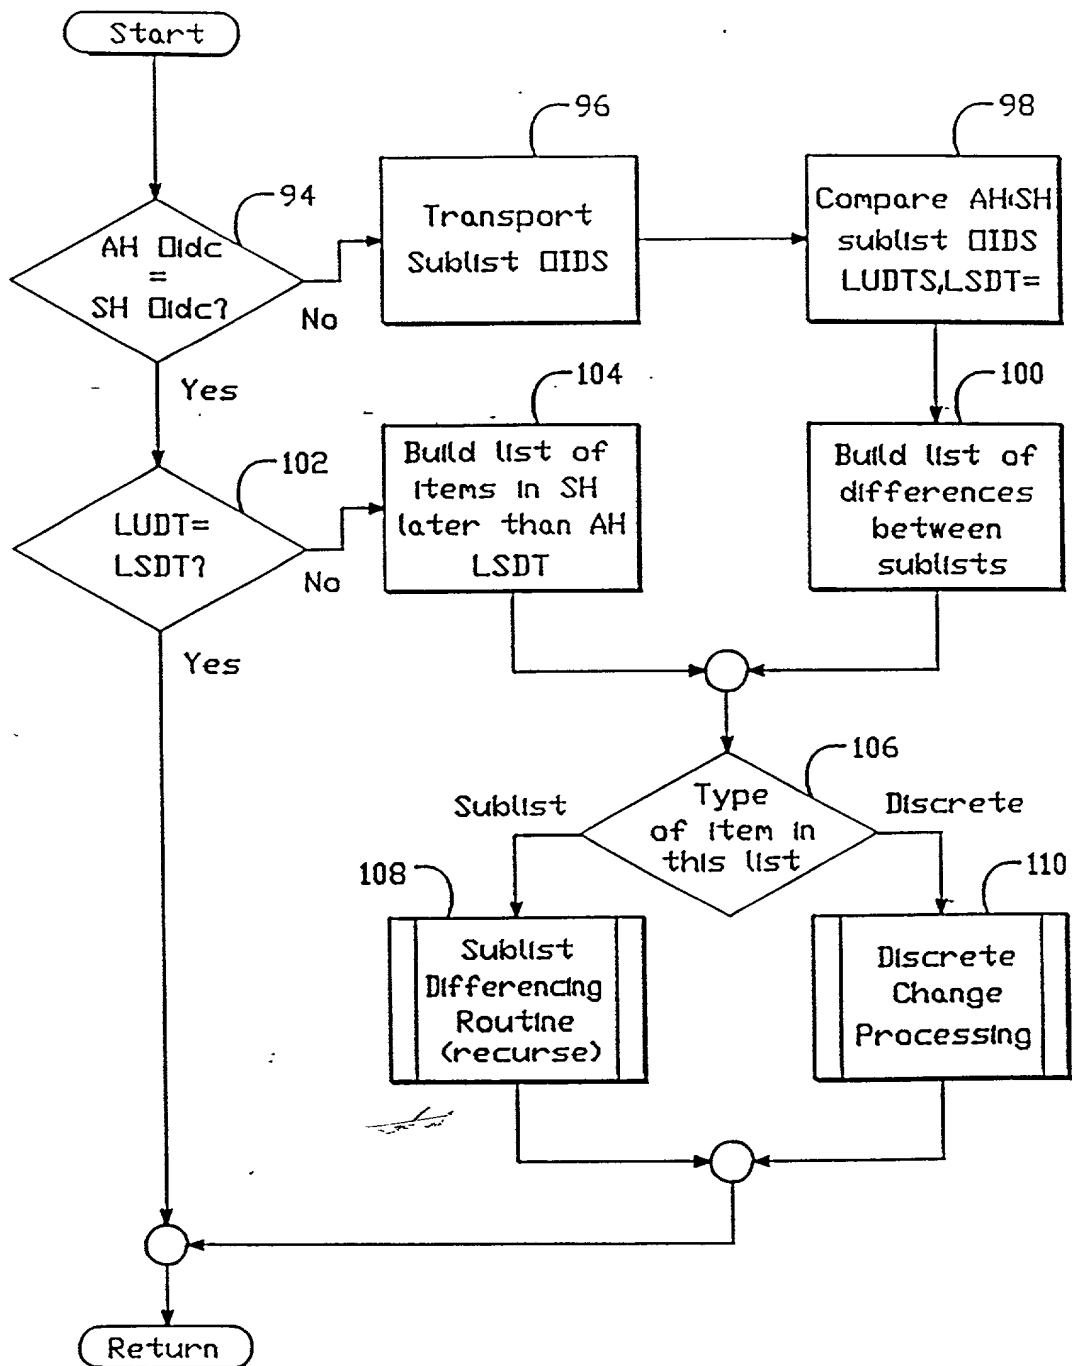 Start
94
AH Oidc
=
SH Oidc?
No
Yes
96
Transport
Sublist OIDS
98
Compare AH:SH
sublist OIDS
LUDTS,LSDT=
102
LUDT=
LSDT?
No
Yes
104
Build list of
items in SH
later than AH
LSDT
100
Build list of
differences
between
sublists
106
Type
of item in
this list
Sublist
Discrete
108
Sublist
Differencing
Routine
(recurse)
110
Discrete
Change
Processing
Return